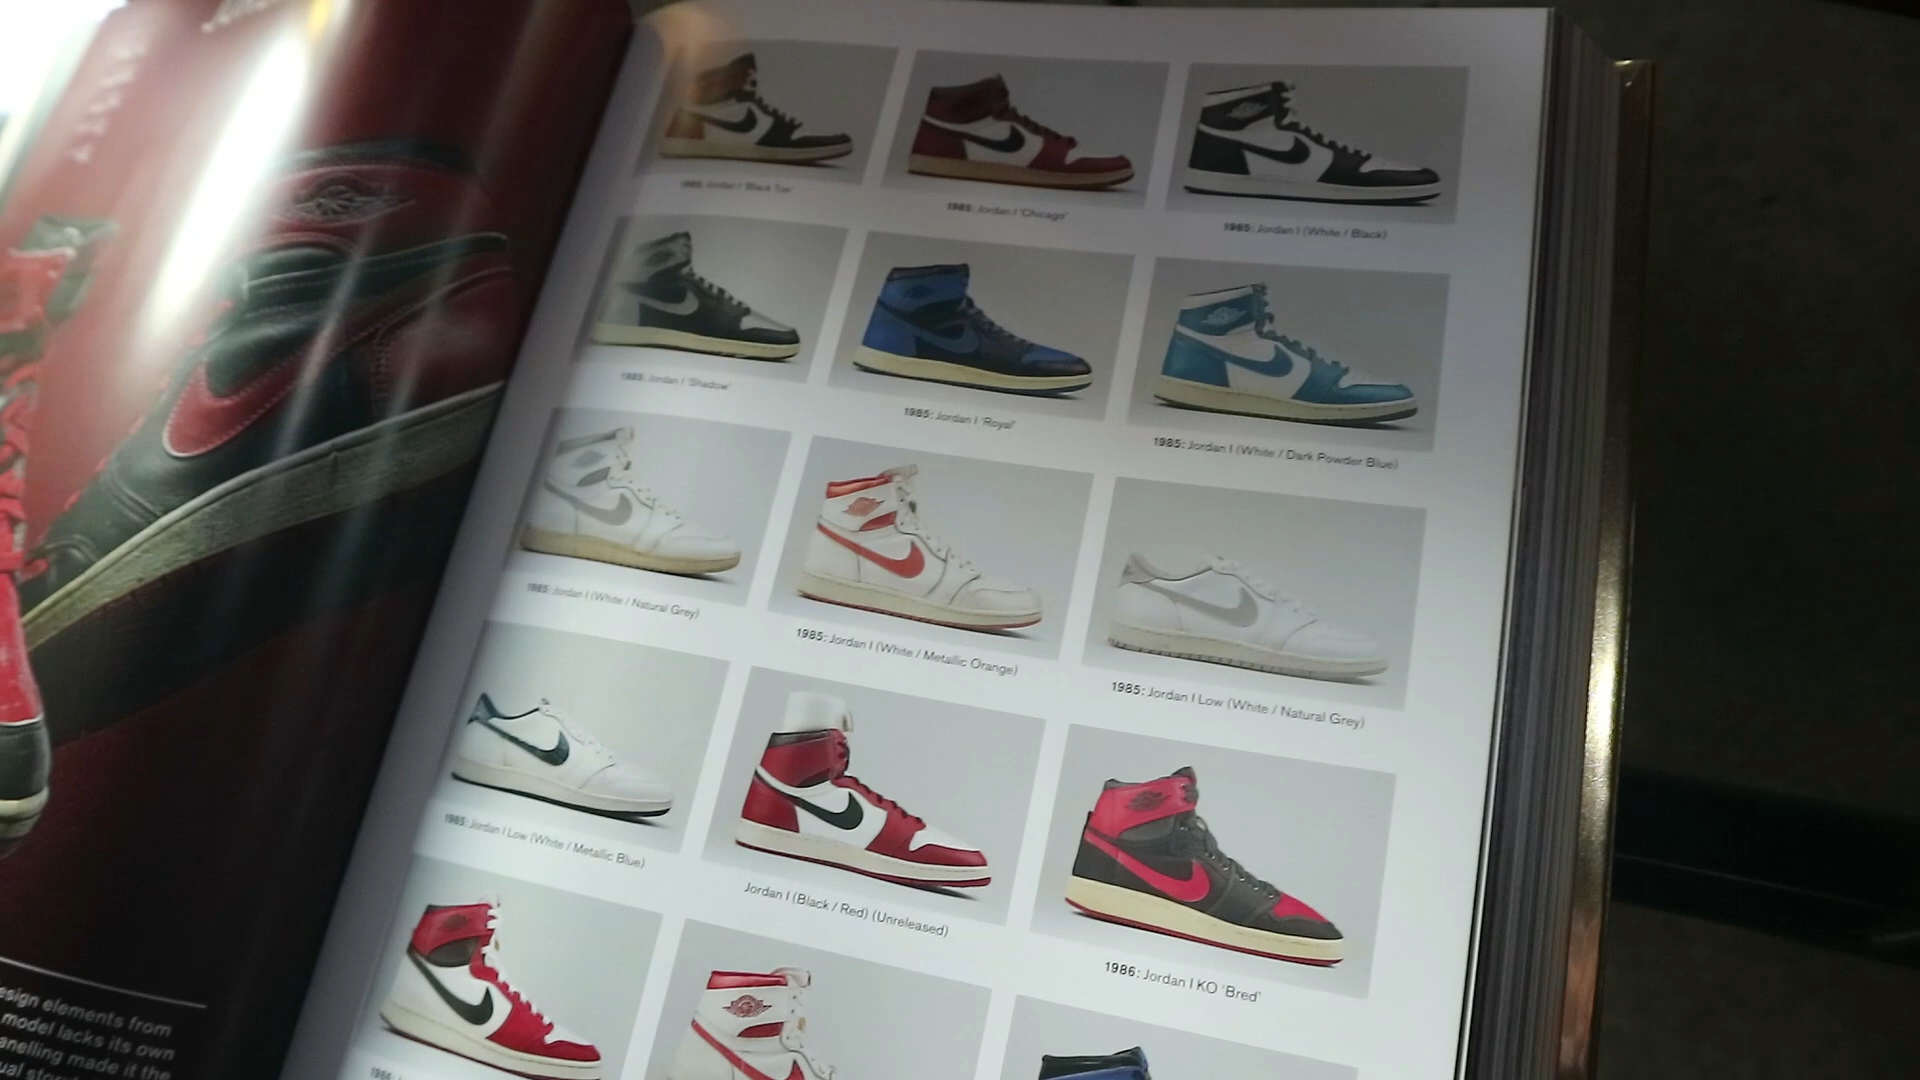 1985: Jordan I 'Black Toe'
1985: Jordan I 'Chicago'
1985: Jordan I (White / Black)
1985: Jordan I 'Shadow'
1985: Jordan I 'Royal'
1985: Jordan I (White / Dark Powder Blue)
1985: Jordan I (White / Natural Grey)
1985: Jordan I (White / Metallic Orange)
1985: Jordan I Low (White / Natural Grey)
1985: Jordan I Low (White / Metallic Blue)
Jordan I (Black / Red) (Unreleased)
1986: Jordan I KO 'Bred'
1986:
design elements from
model lacks its own
anelling made it the